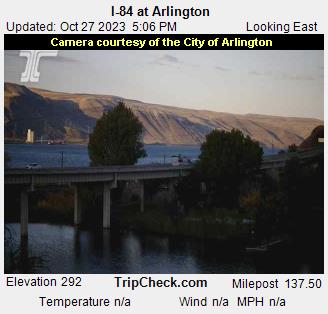 I-84 at Arlington
Updated: Oct 27 2023 5:06 PM Looking East
Camera courtesy of the City of Arlington
Elevation 292 TripCheck.com Milepost 137.50
Temperature n/a Wind n/a MPH n/a